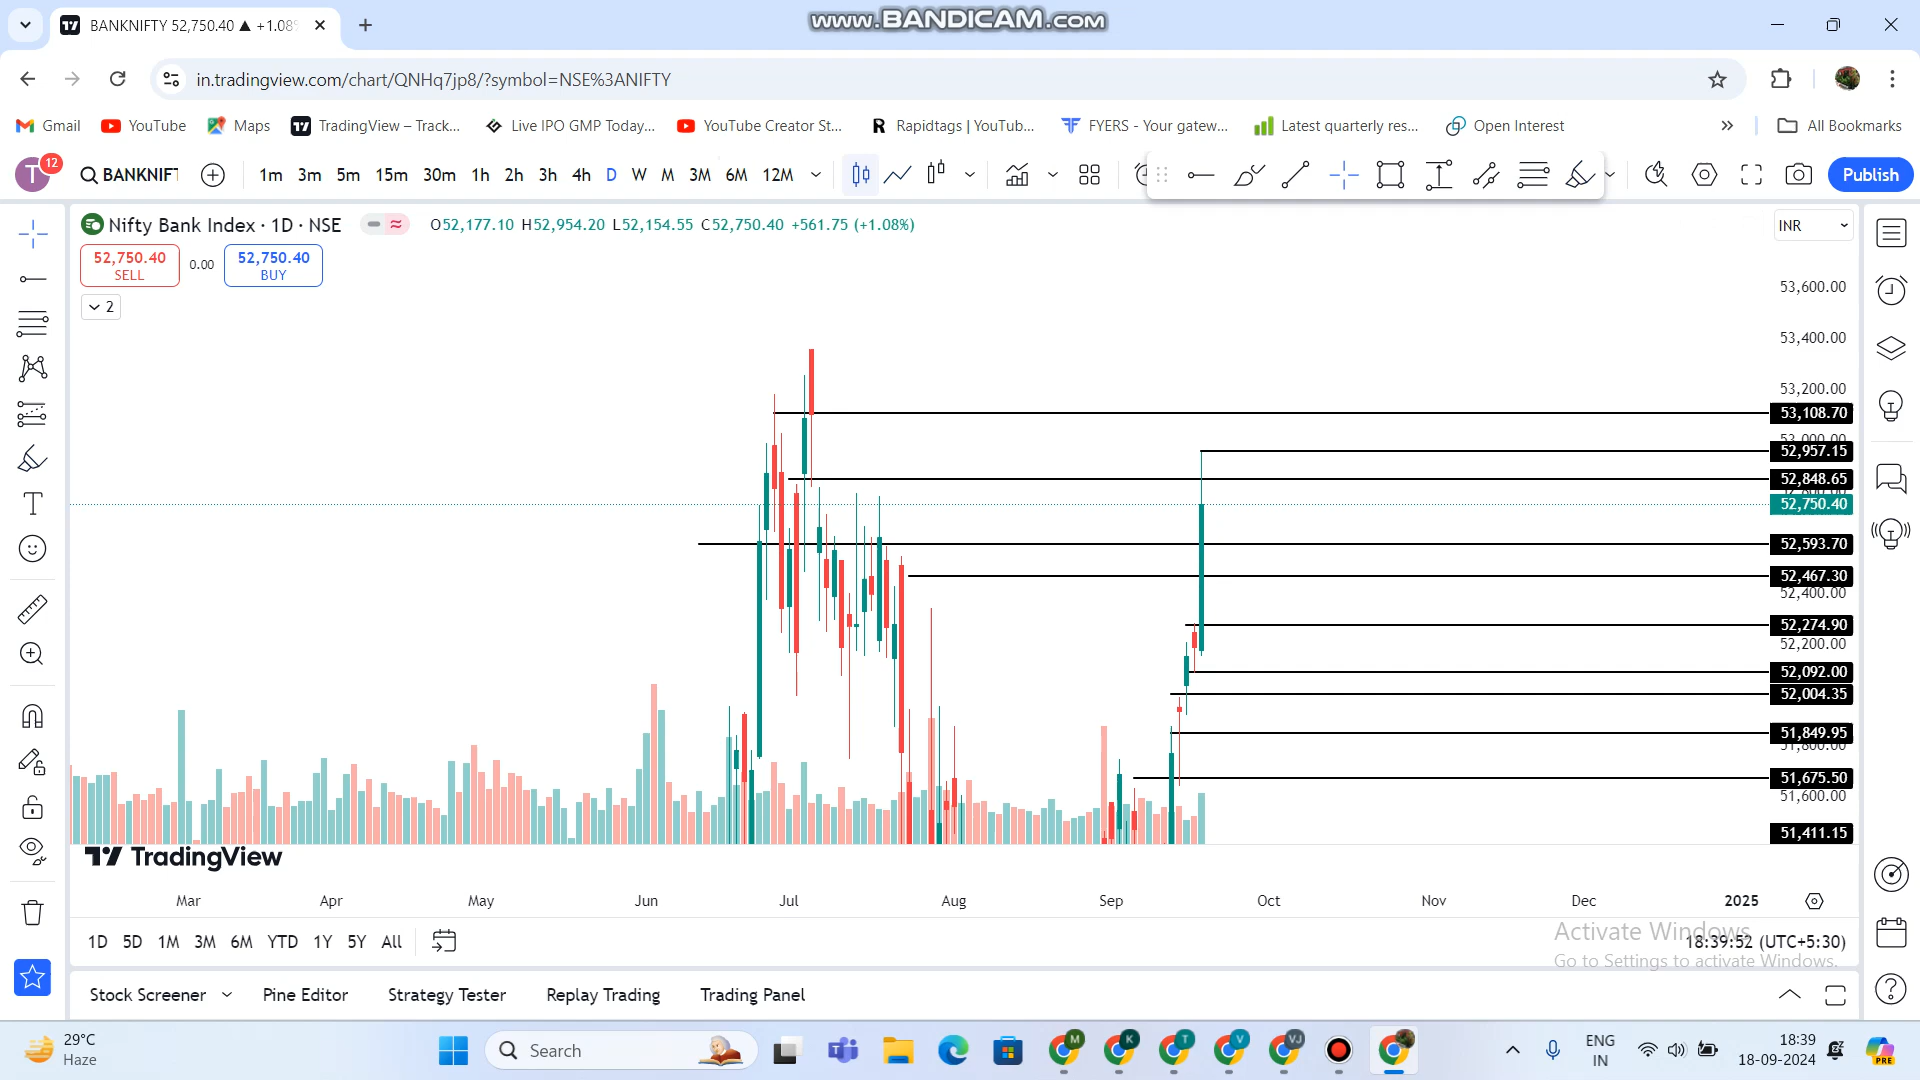 BANKNIFTY 52,750.40 ▲ +1.08%
www.BANDICAM.com
in.tradingview.com/chart/QNHq7jp8/?symbol=NSE%3ANIFTY
Gmail YouTube Maps TradingView – Track... Live IPO GMP Today... YouTube Creator St... Rapidtags | YouTub... FYERS - Your gatew... Latest quarterly res... Open Interest » All Bookmarks
T 12 BANKNIFT 1m 3m 5m 15m 30m 1h 2h 3h 4h D W M 3M 6M 12M Publish
Nifty Bank Index · 1D · NSE O52,177.10 H52,954.20 L52,154.55 C52,750.40 +561.75 (+1.08%) INR
52,750.40 0.00 52,750.40
SELL BUY
2
53,600.00
53,400.00
53,200.00
53,108.70
53,000.00
52,957.15
52,848.65
52,750.40
52,593.70
52,467.30
52,400.00
52,274.90
52,200.00
52,092.00
52,004.35
51,849.95
51,800.00
51,675.50
51,600.00
51,411.15
TradingView
Mar Apr May Jun Jul Aug Sep Oct Nov Dec 2025
1D 5D 1M 3M 6M YTD 1Y 5Y All 18:39:52 (UTC+5:30)
Activate Windows
Go to Settings to activate Windows.
Stock Screener Pine Editor Strategy Tester Replay Trading Trading Panel
29°C
Haze
Search
M K T V VJ
ENG
IN
18:39
18-09-2024
PRE